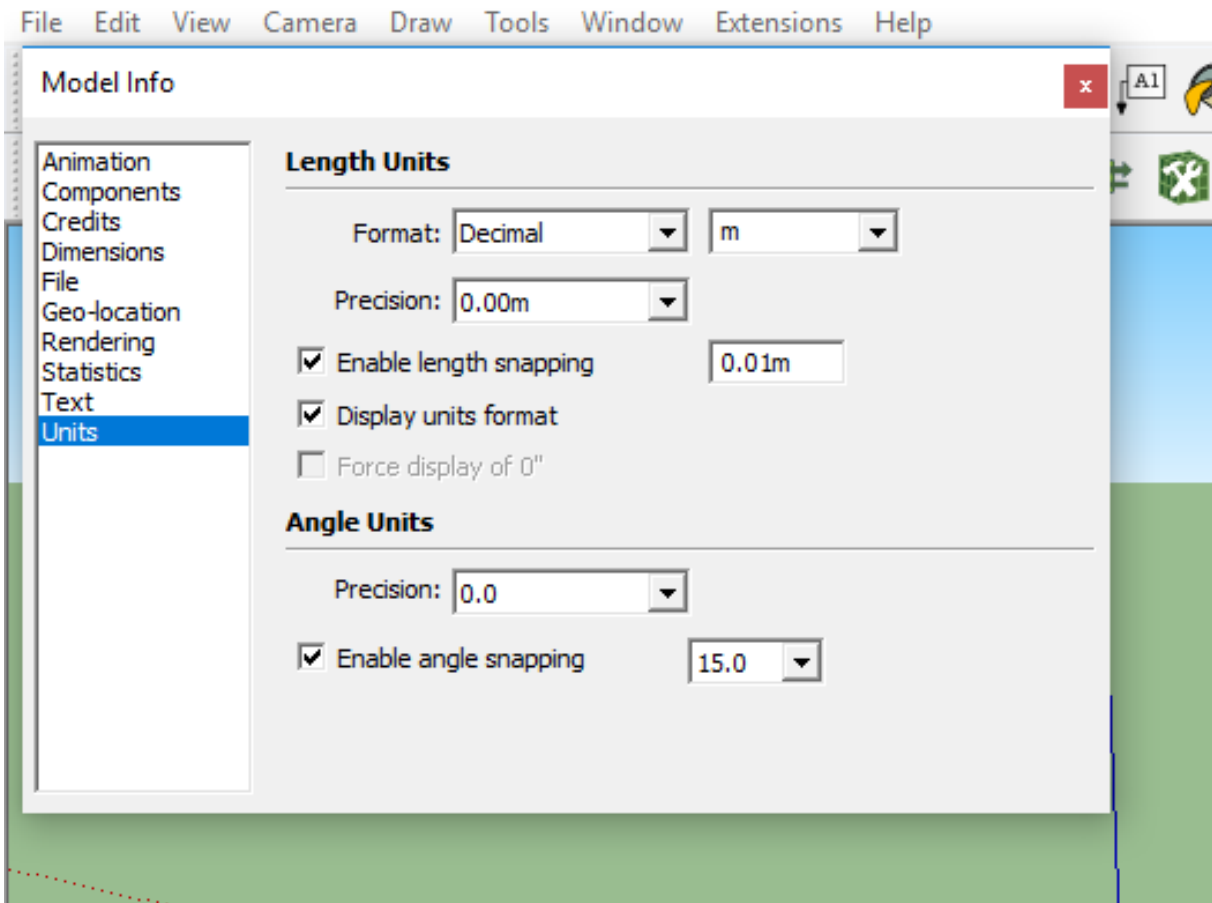 File Edit View Camera Draw Tools Window Extensions Help
Model Info
x
A1
Animation
Components
Credits
Dimensions
File
Geo-location
Rendering
Statistics
Text
Units
Length Units
Format: Decimal m
Precision: 0.00m
Enable length snapping 0.01m
Display units format
Force display of 0"
Angle Units
Precision: 0.0
Enable angle snapping 15.0